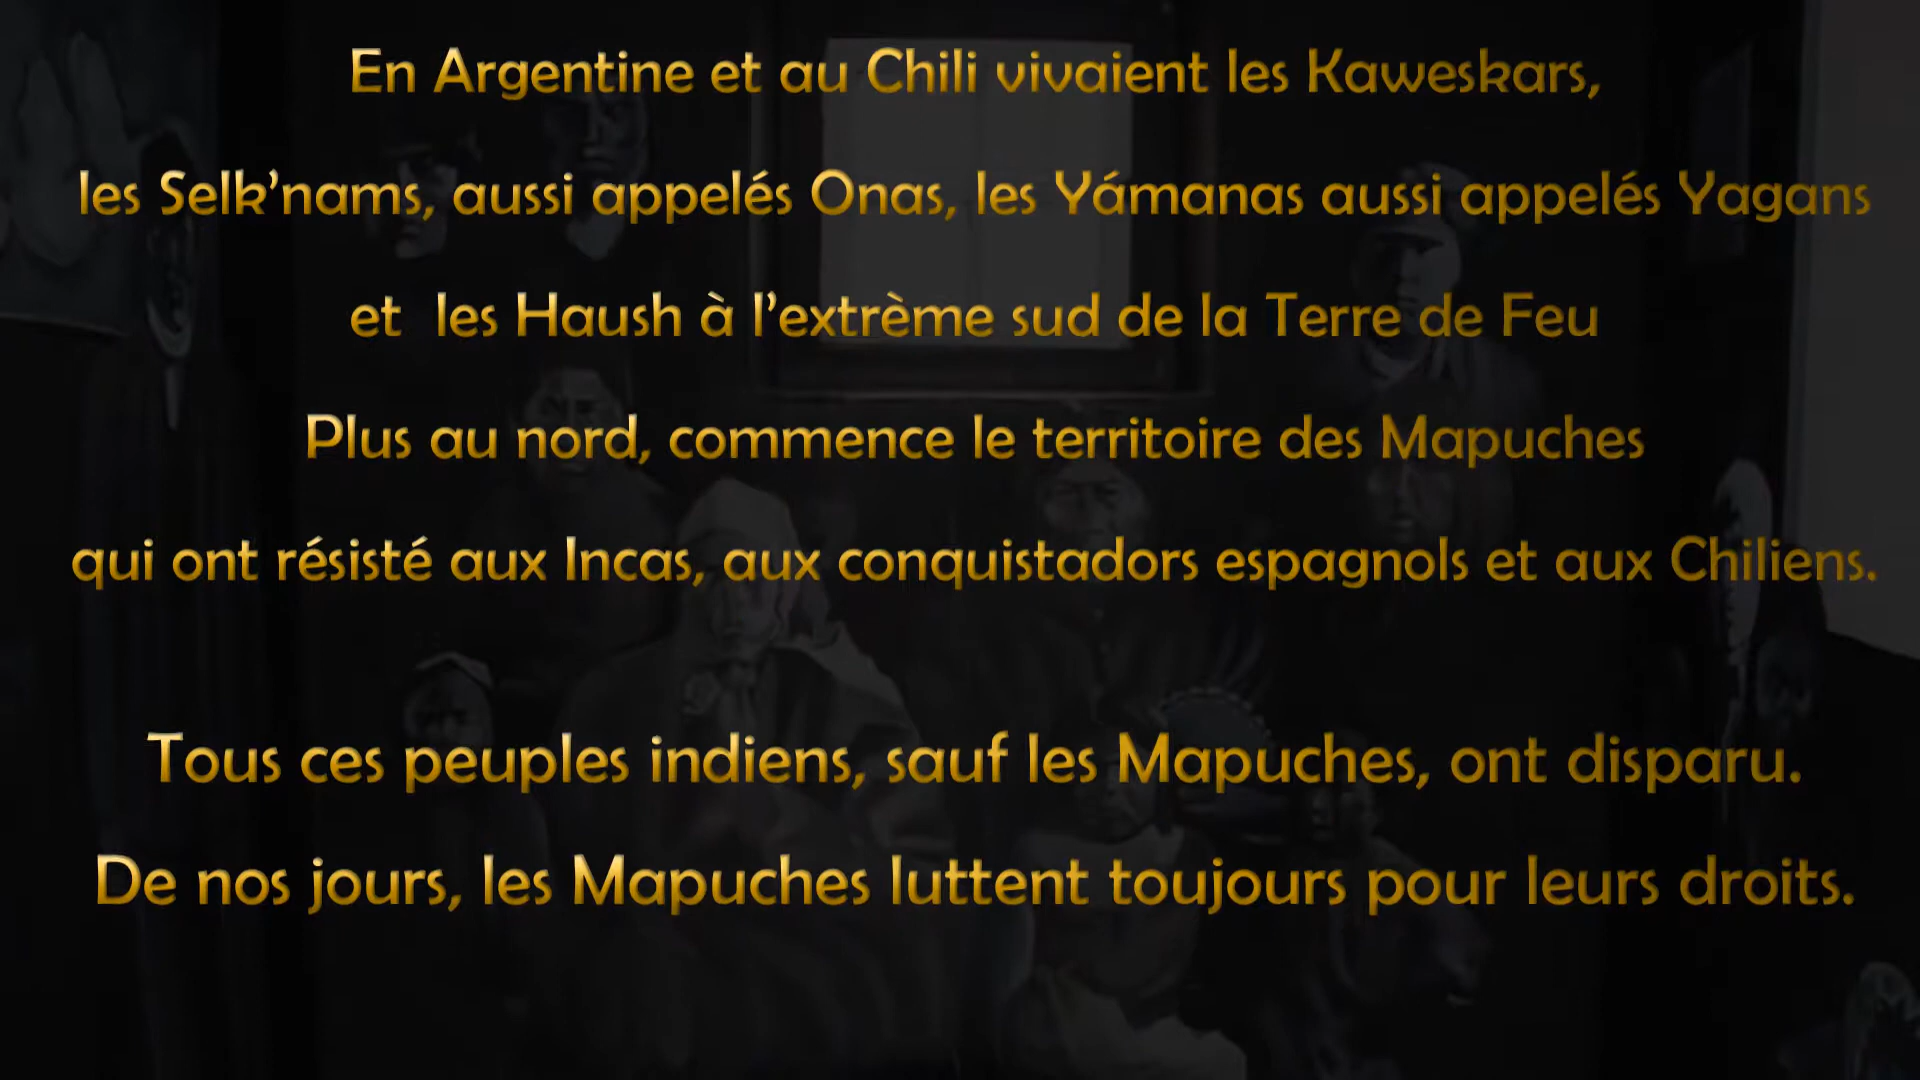 En Argentine et au Chili vivaient les Kaweskars,
les Selk’nams, aussi appelés Onas, les Yámanas aussi appelés Yagans
et les Haush à l’extrème sud de la Terre de Feu
Plus au nord, commence le territoire des Mapuches
qui ont résisté aux Incas, aux conquistadors espagnols et aux Chiliens.
Tous ces peuples indiens, sauf les Mapuches, ont disparu.
De nos jours, les Mapuches luttent toujours pour leurs droits.